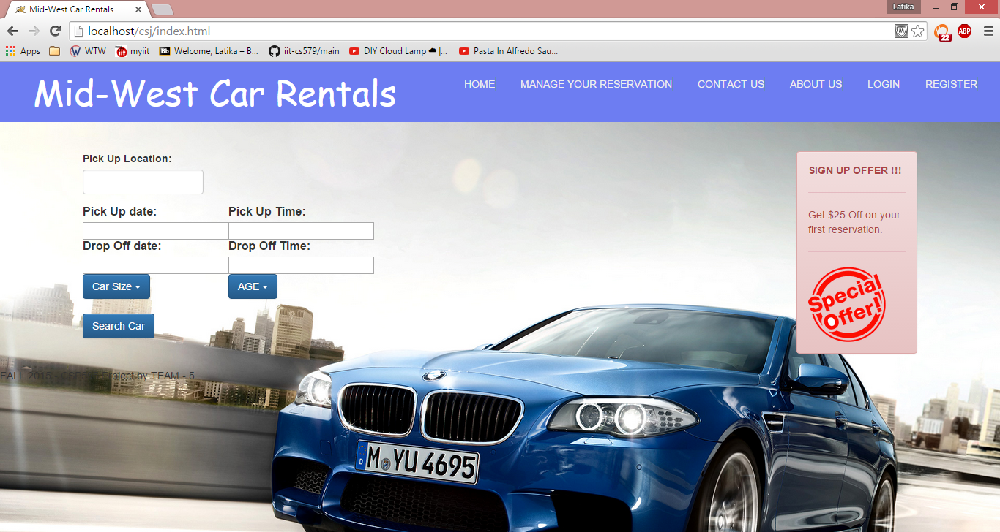 Mid-West Car Rentals
Latika
localhost/csj/index.html
22
ABP
Apps
WTW
myiit
Bb
Welcome, Latika – B...
iit-cs579/main
DIY Cloud Lamp ☁ |...
Pasta In Alfredo Sau...
Mid-West Car Rentals
HOME
MANAGE YOUR RESERVATION
CONTACT US
ABOUT US
LOGIN
REGISTER
Pick Up Location:
Pick Up date:
Pick Up Time:
Drop Off date:
Drop Off Time:
Car Size
AGE
Search Car
SIGN UP OFFER !!!
Get $25 Off on your
first reservation.
Special
Offer!
FALL 2015 by TEAM - 5
M YU 4695
D